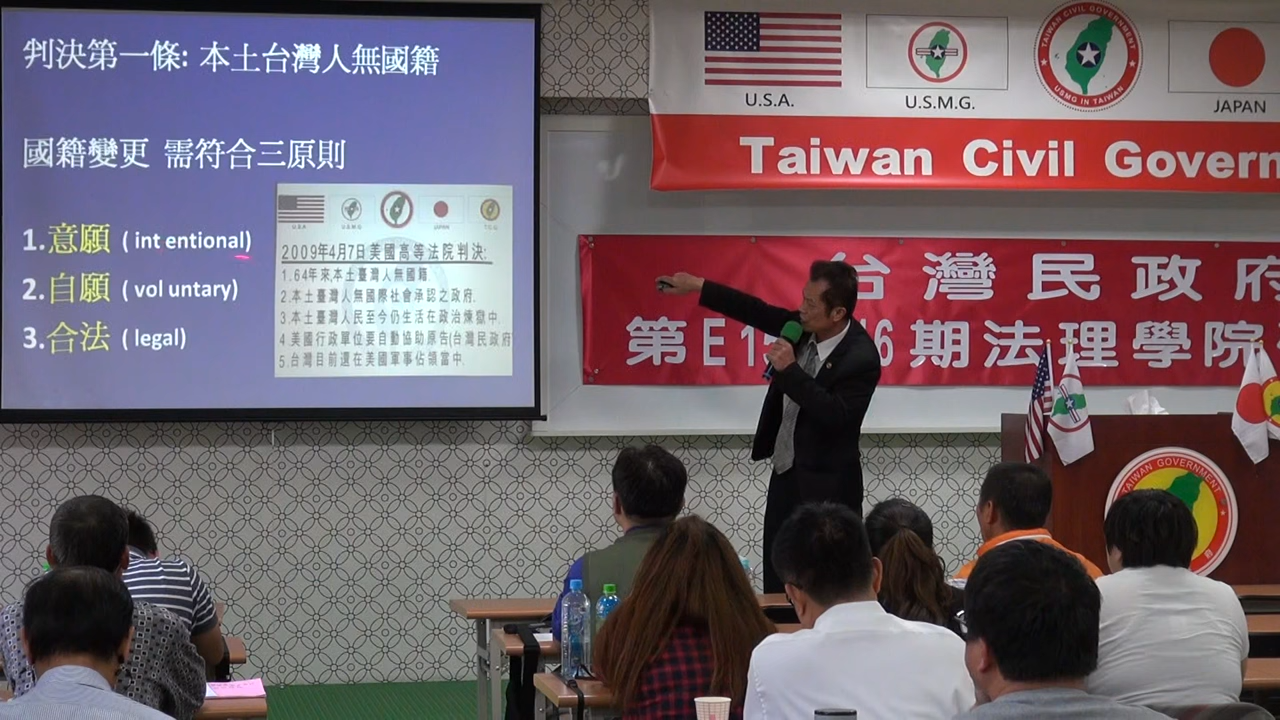 判決第一條: 本土台灣人無國籍
國籍變更 需符合三原則
1.意願 ( int entional)
2.自願 ( vol untary)
3.合法 ( legal)
U.S.A
U.S.M.G
JAPAN
T.C.G
2009年4月7日美國高等法院判決:
1.64年來,本土臺灣人無國籍.
2.本土臺灣人無國際社會承認之政府.
3.本土臺灣人民至今仍生活在政治煉獄中.
4.美國行政單位要自動協助原告(台灣民政府
5.台灣目前還在美國軍事佔領當中.
U.S.A.
U.S.M.G.
TAIWAN CIVIL GOVERNMENT
USMG IN TAIWAN
JAPAN
Taiwan Civil Govern
台灣民政府
第E1 6期法理學院
TAIWAN GOVERNMENT